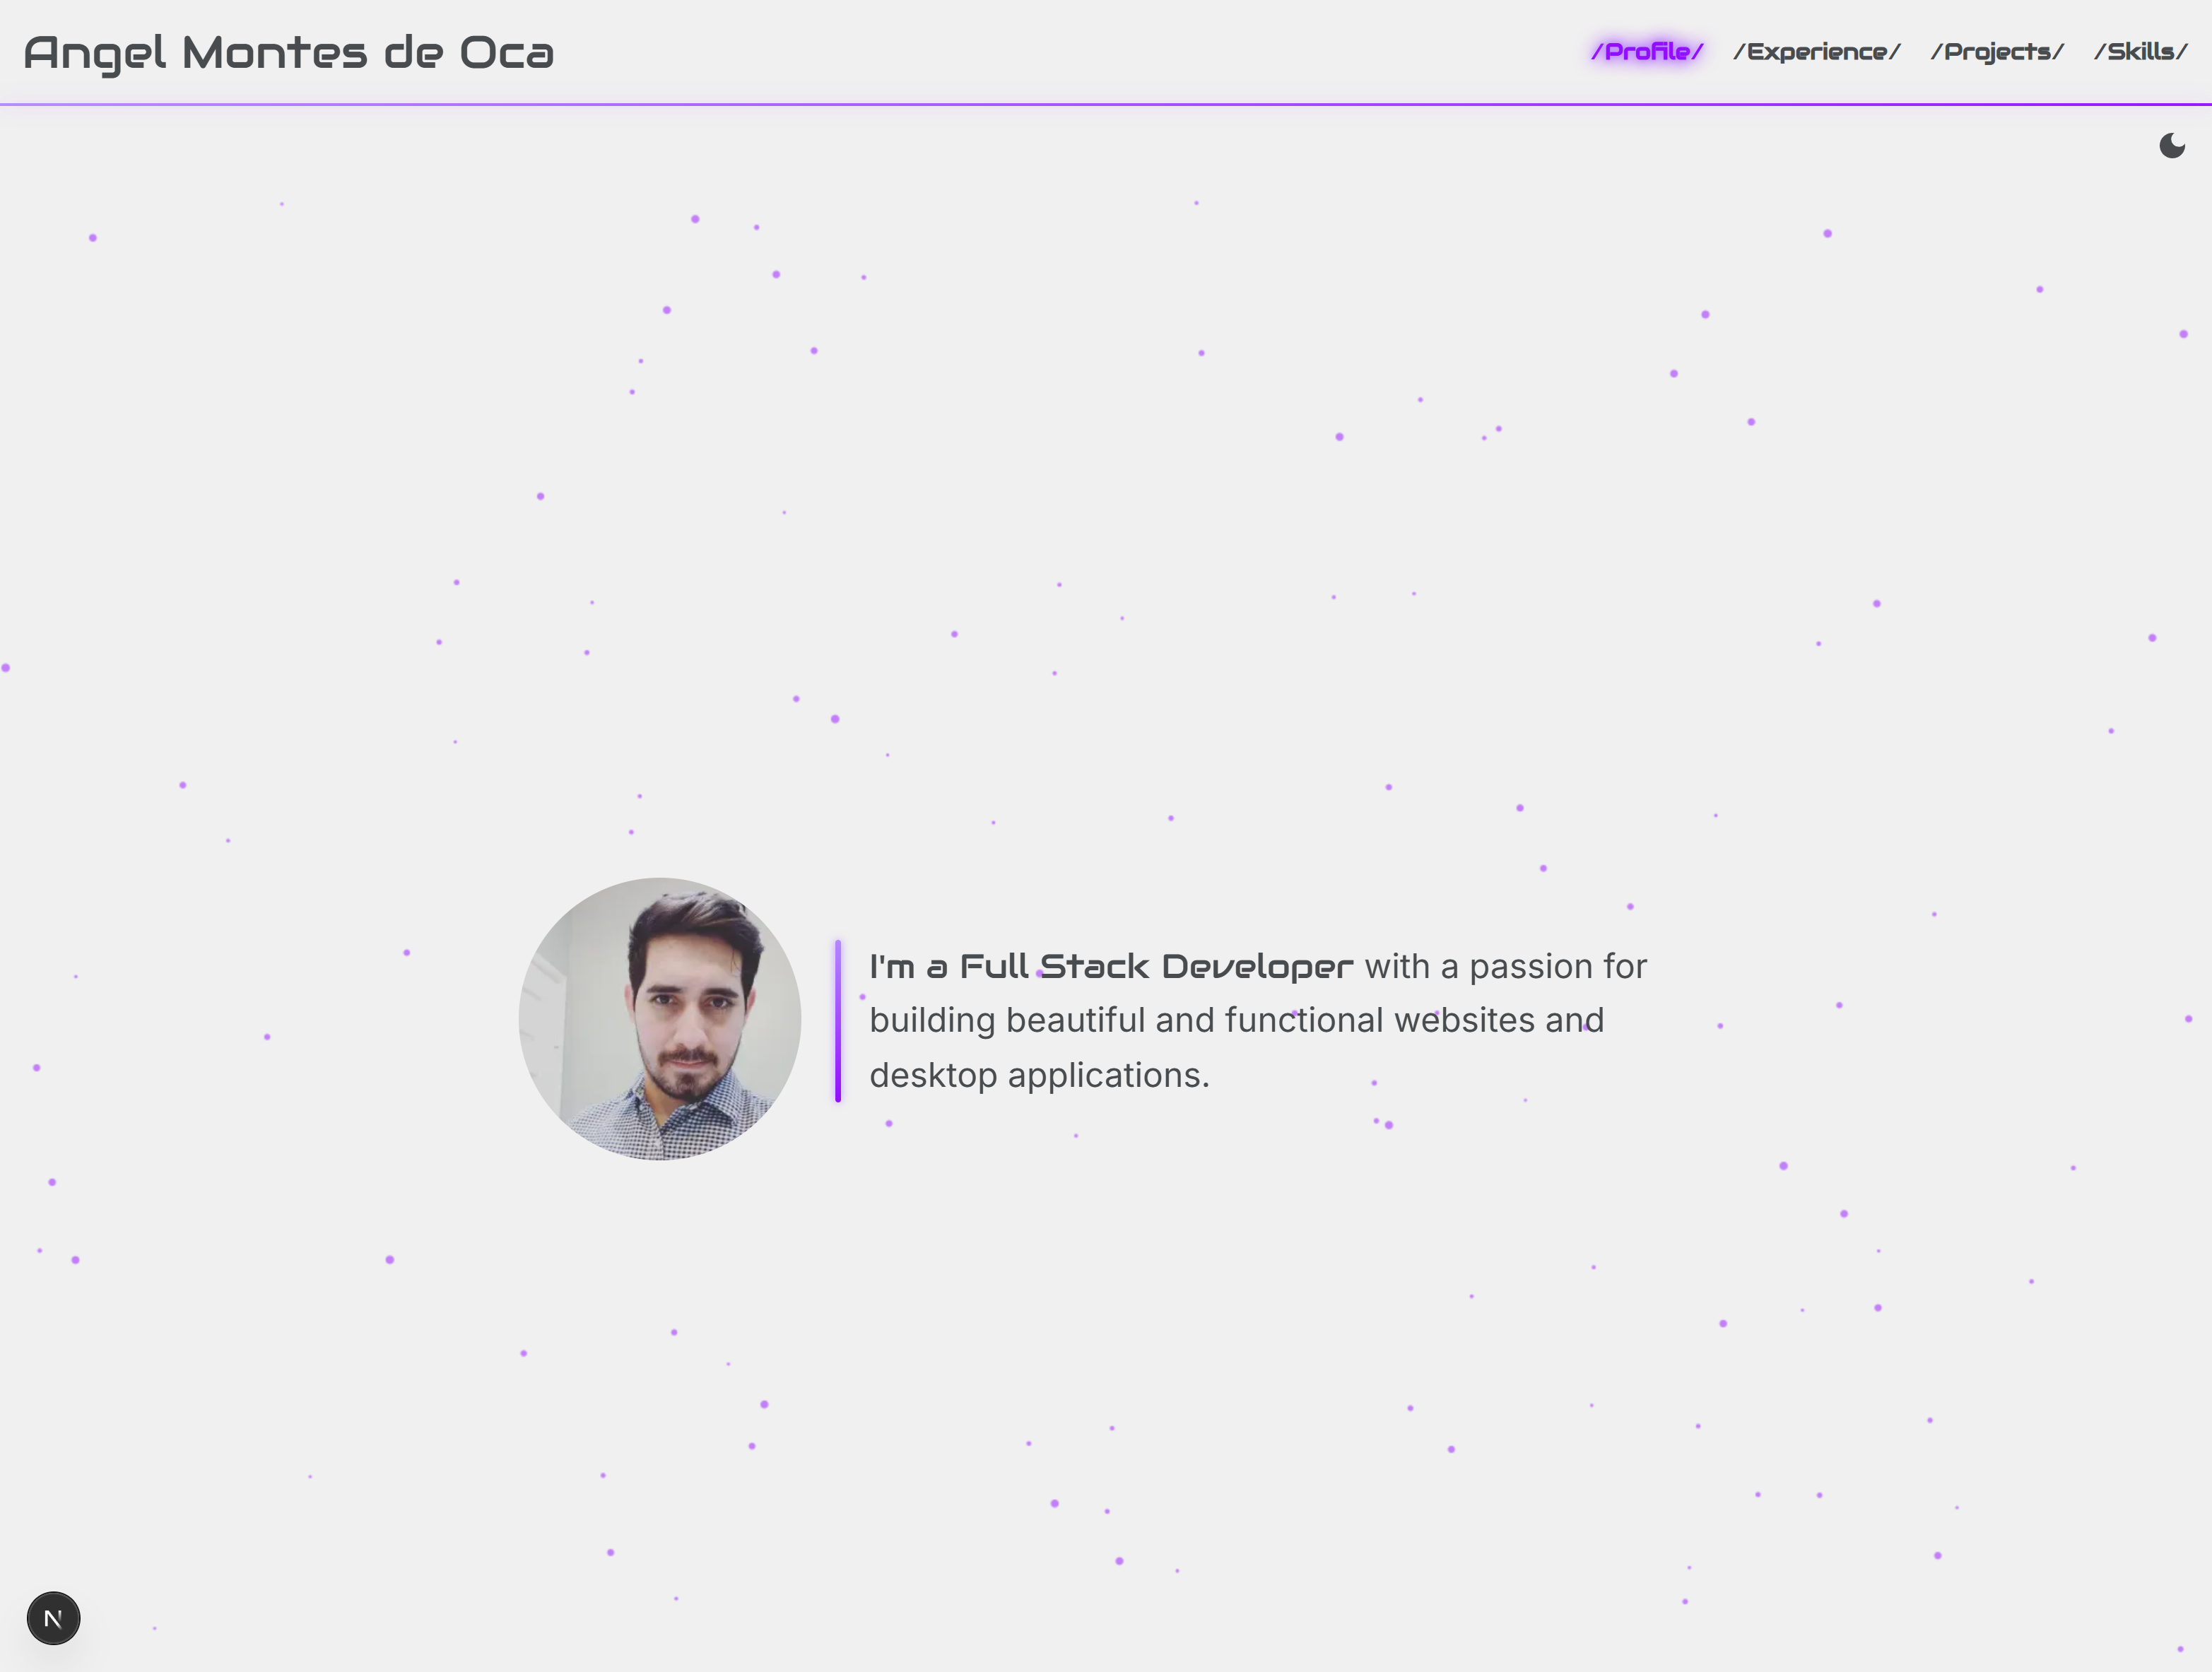 Angel Montes de Oca
/Profile/ /Experience/ /Projects/ /Skills/
I'm a Full Stack Developer with a passion for
building beautiful and functional websites and
desktop applications.
N